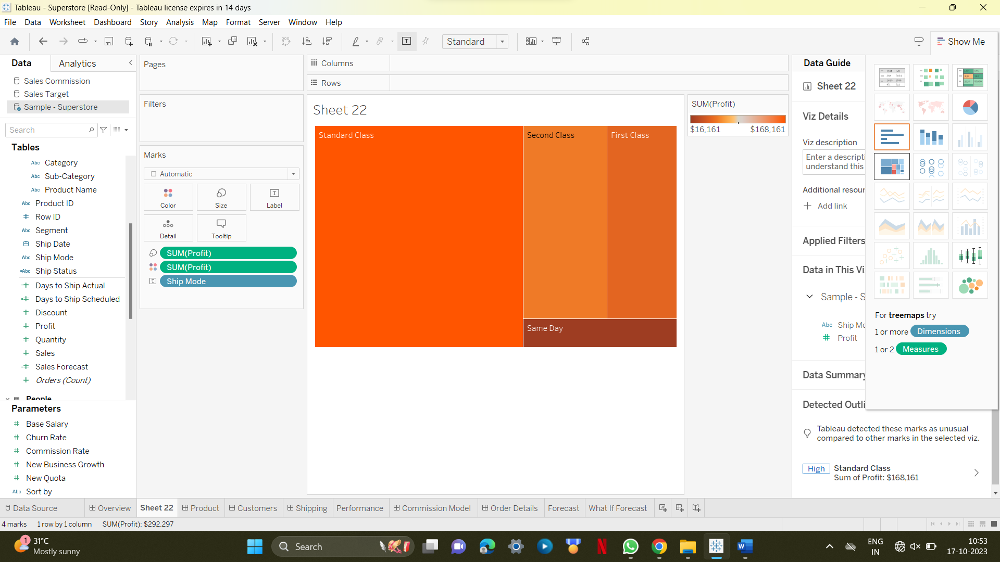 Tableau - Superstore [Read-Only] - Tableau license expires in 14 days
File Data Worksheet Dashboard Story Analysis Map Format Server Window Help
Standard
Show Me
Data Analytics
Sales Commission
Sales Target
Sample - Superstore
Search
Tables
Abc Category
Abc Sub-Category
Abc Product Name
Abc Product ID
# Row ID
Abc Segment
Ship Date
Abc Ship Mode
=Abc Ship Status
=# Days to Ship Actual
=# Days to Ship Scheduled
# Discount
# Profit
# Quantity
# Sales
=# Sales Forecast
# Orders (Count)
People
Parameters
# Base Salary
# Churn Rate
# Commission Rate
# New Business Growth
# New Quota
Abc Sort by
Pages
Filters
Marks
Automatic
Color Size Label
Detail Tooltip
SUM(Profit)
SUM(Profit)
Ship Mode
Columns
Rows
Sheet 22
Standard Class
Second Class
First Class
Same Day
SUM(Profit)
$16,161 $168,161
Data Guide
Sheet 22
Viz Details
Viz description
Enter a descripti
understand this
Additional resour
Add link
Applied Filters
Data in This Vi
Sample - S
Abc Ship Mo
# Profit
Data Summary
Detected Outli
Tableau detected these marks as unusual
compared to other marks in the selected viz.
High Standard Class
Sum of Profit: $168,161
For treemaps try
1 or more Dimensions
1 or 2 Measures
Data Source Overview Sheet 22 Product Customers Shipping Performance Commission Model Order Details Forecast What If Forecast
4 marks 1 row by 1 column SUM(Profit): $292,297
1
31°C
Mostly sunny
Search
ENG
IN
10:53
17-10-2023